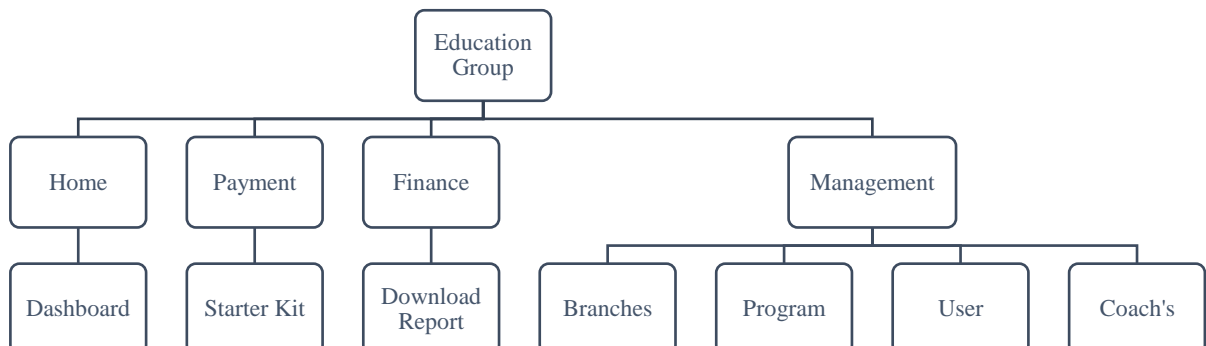 Education
Group
Home
Payment
Finance
Management
Dashboard
Starter Kit
Download
Report
Branches
Program
User
Coach's